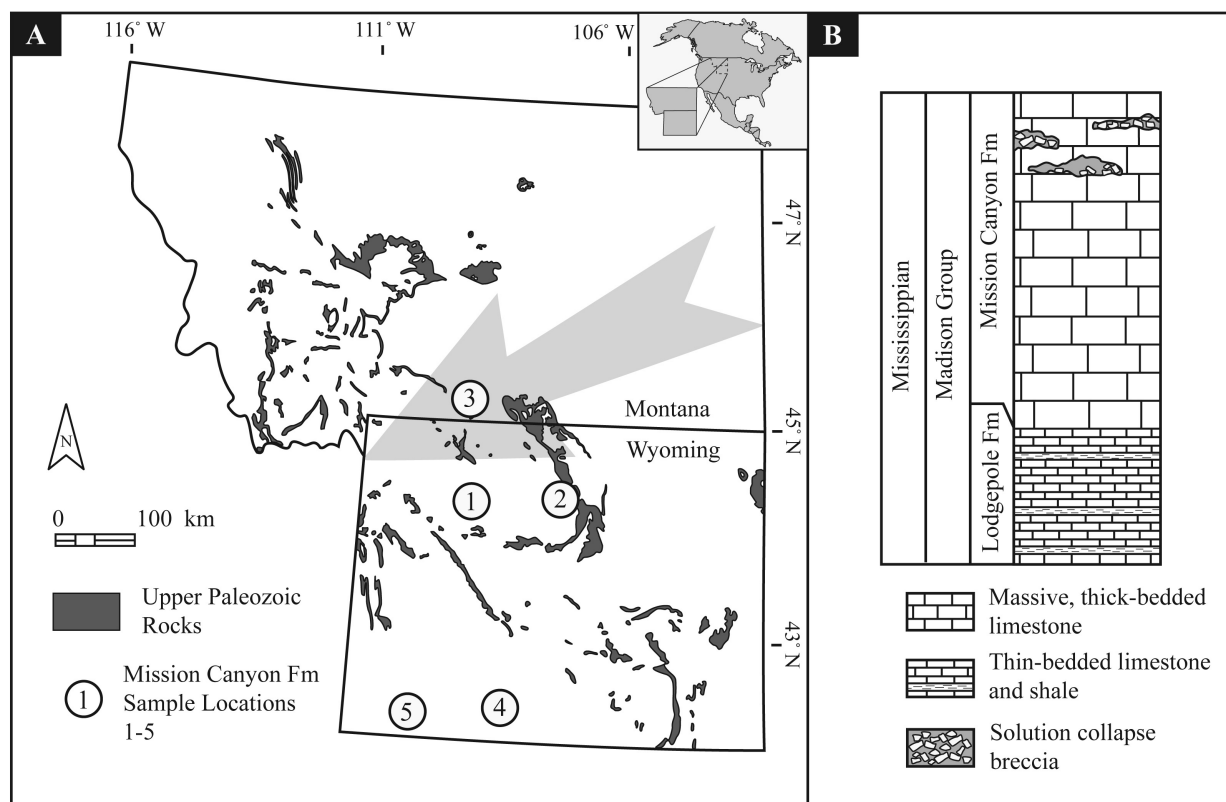 A
116° W
111° W
106° W
47° N
3
Montana
45° N
Wyoming
N
1
2
0 100 km
Upper Paleozoic
Rocks
43° N
Mission Canyon Fm
1
Sample Locations
1-5
5
4
B
Mississippian
Madison Group
Mission Canyon Fm
Lodgepole Fm
Massive, thick-bedded
limestone
Thin-bedded limestone
and shale
Solution collapse
breccia